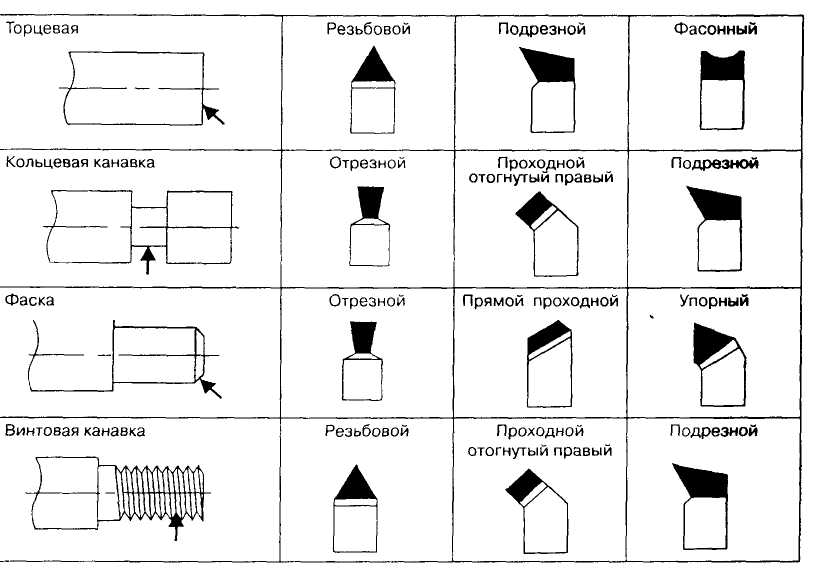 Торцевая
Резьбовой
Подрезной
Фасонный
Кольцевая канавка
Отрезной
Проходной
отогнутый правый
Подрезной
Фаска
Отрезной
Прямой проходной
Упорный
Винтовая канавка
Резьбовой
Проходной
отогнутый правый
Подрезной